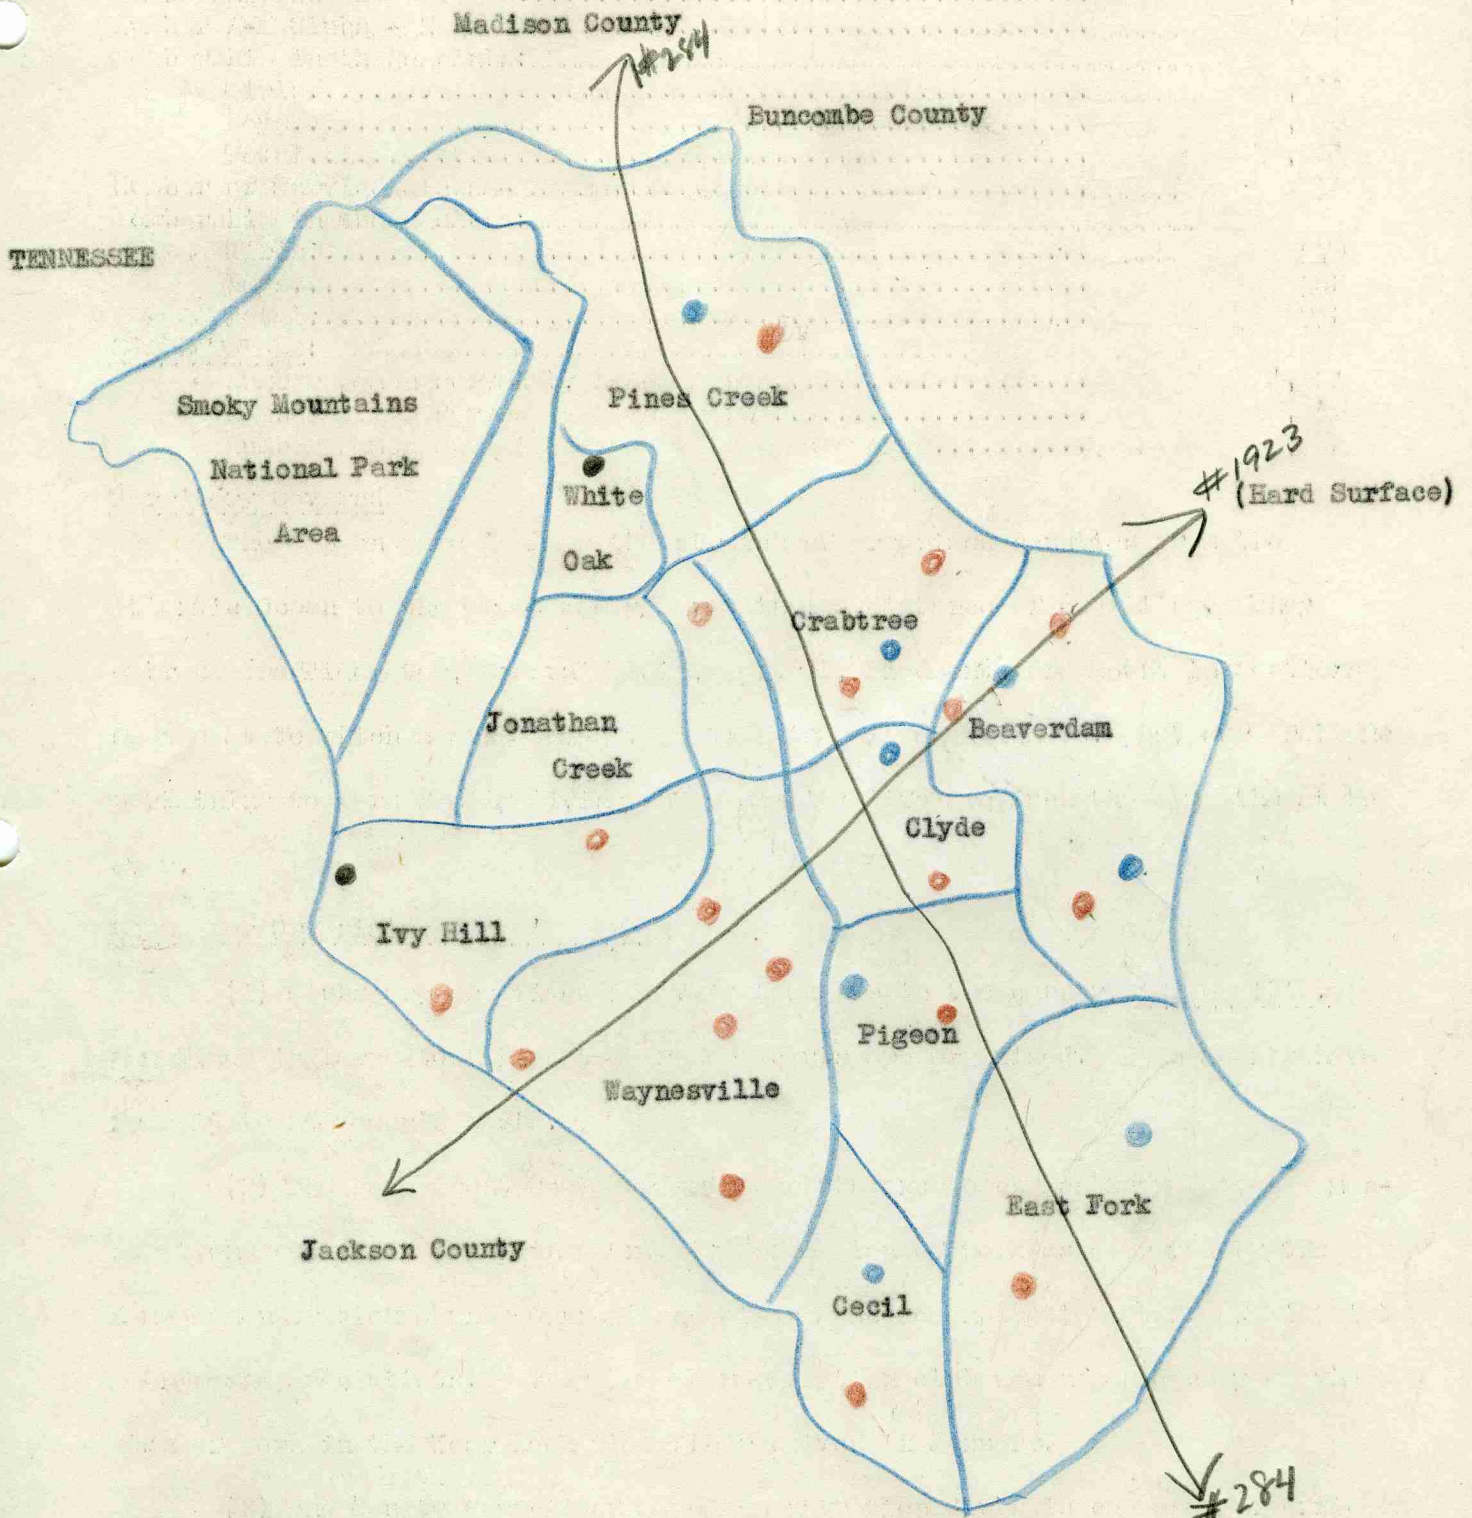 Madison County
#284
Buncombe County
TENNESSEE
Smoky Mountains
National Park
Area
Pines Creek
White
Oak
#1923
(Hard Surface)
Crabtree
Jonathan
Creek
Beaverdam
Clyde
Ivy Hill
Pigeon
Waynesville
East Fork
Jackson County
Cecil
#284